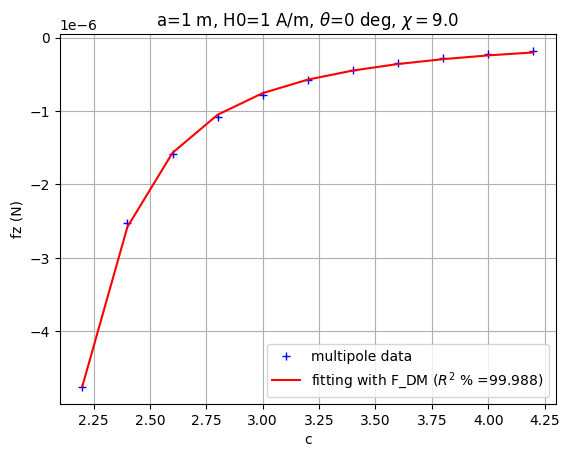 a=1 m, H0=1 A/m, θ=0 deg, χ = 9.0
1e−6
0
−1
−2
−3
−4
fz (N)
multipole data
fitting with F_DM (R² % =99.988)
2.25 2.50 2.75 3.00 3.25 3.50 3.75 4.00 4.25
c